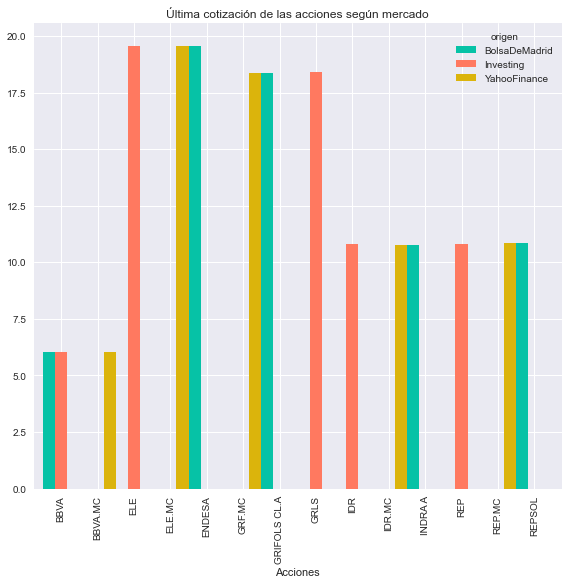 Última cotización de las acciones según mercado
origen
BolsaDeMadrid
Investing
YahooFinance
20.0
17.5
15.0
12.5
10.0
7.5
5.0
2.5
0.0
BBVA
BBVA.MC
ELE
ELE.MC
ENDESA
GRF.MC
GRIFOLS CL.A
GRLS
IDR
IDR.MC
INDRA A
REP
REP.MC
REPSOL
Acciones